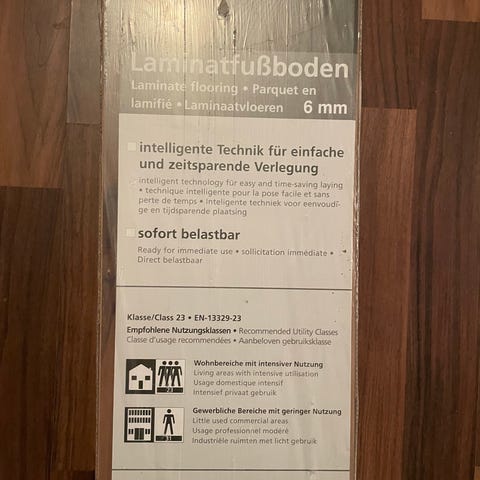 Laminatfußboden
Laminate flooring • Parquet en
lamifié • Laminaatvloeren 6 mm
intelligente Technik für einfache
und zeitsparende Verlegung
intelligent technology für easy and time-saving laying
• technique intelligente pour la pose facile et sans
perte de temps • Inteligente techniek voor eenvoudi-
ge en tijdsparende plaatsing
sofort belastbar
Ready for immediate use • sollicitation immédiate •
Direct belastbaar
Klasse/Class 23 • EN-13329-23
Empfohlene Nutzungsklassen • Recommended Utility Classes
Classe d'usage recommendées • Aanbeloven gebruiksklasse
Wohnbereiche mit intensiver Nutzung
Living areas with intensive utilisation
Usage domestique intensif
Intensief privaat gebruik
23
Gewerbliche Bereiche mit geringer Nutzung
Little used commercial areas
Usage professionnel modéré
Industriële ruimten met licht gebruik
31